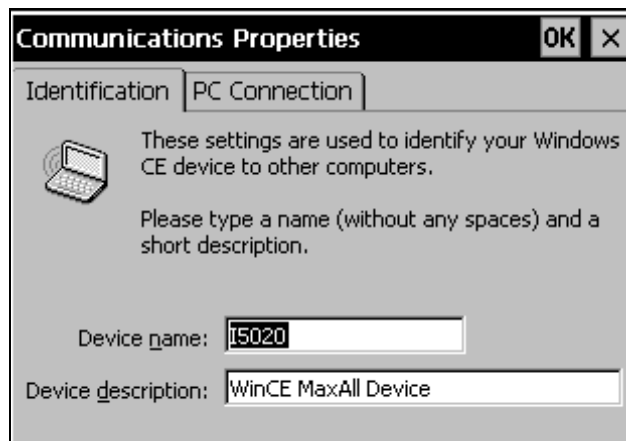 Communications Properties OK ×
Identification PC Connection
These settings are used to identify your Windows
CE device to other computers.
Please type a name (without any spaces) and a
short description.
Device name: I5020
Device description: WinCE MaxAll Device